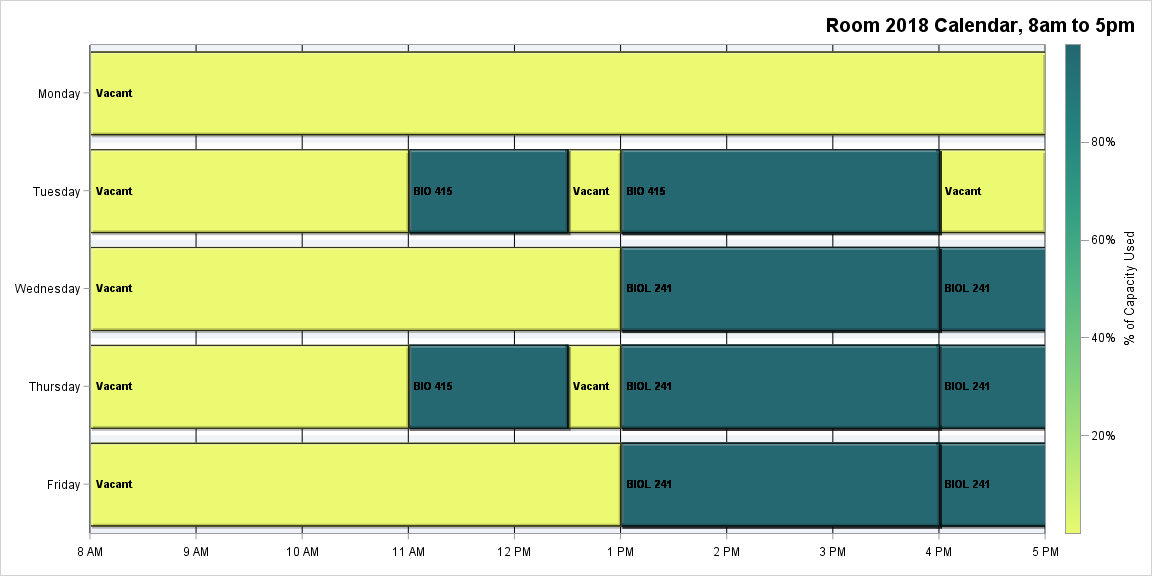 Room 2018 Calendar, 8am to 5pm
Monday
Vacant
Tuesday
Vacant
BIO 415
Vacant
BIO 415
Vacant
Wednesday
Vacant
BIOL 241
BIOL 241
Thursday
Vacant
BIO 415
Vacant
BIOL 241
BIOL 241
Friday
Vacant
BIOL 241
BIOL 241
8 AM
9 AM
10 AM
11 AM
12 PM
1 PM
2 PM
3 PM
4 PM
5 PM
80%
60%
40%
20%
% of Capacity Used